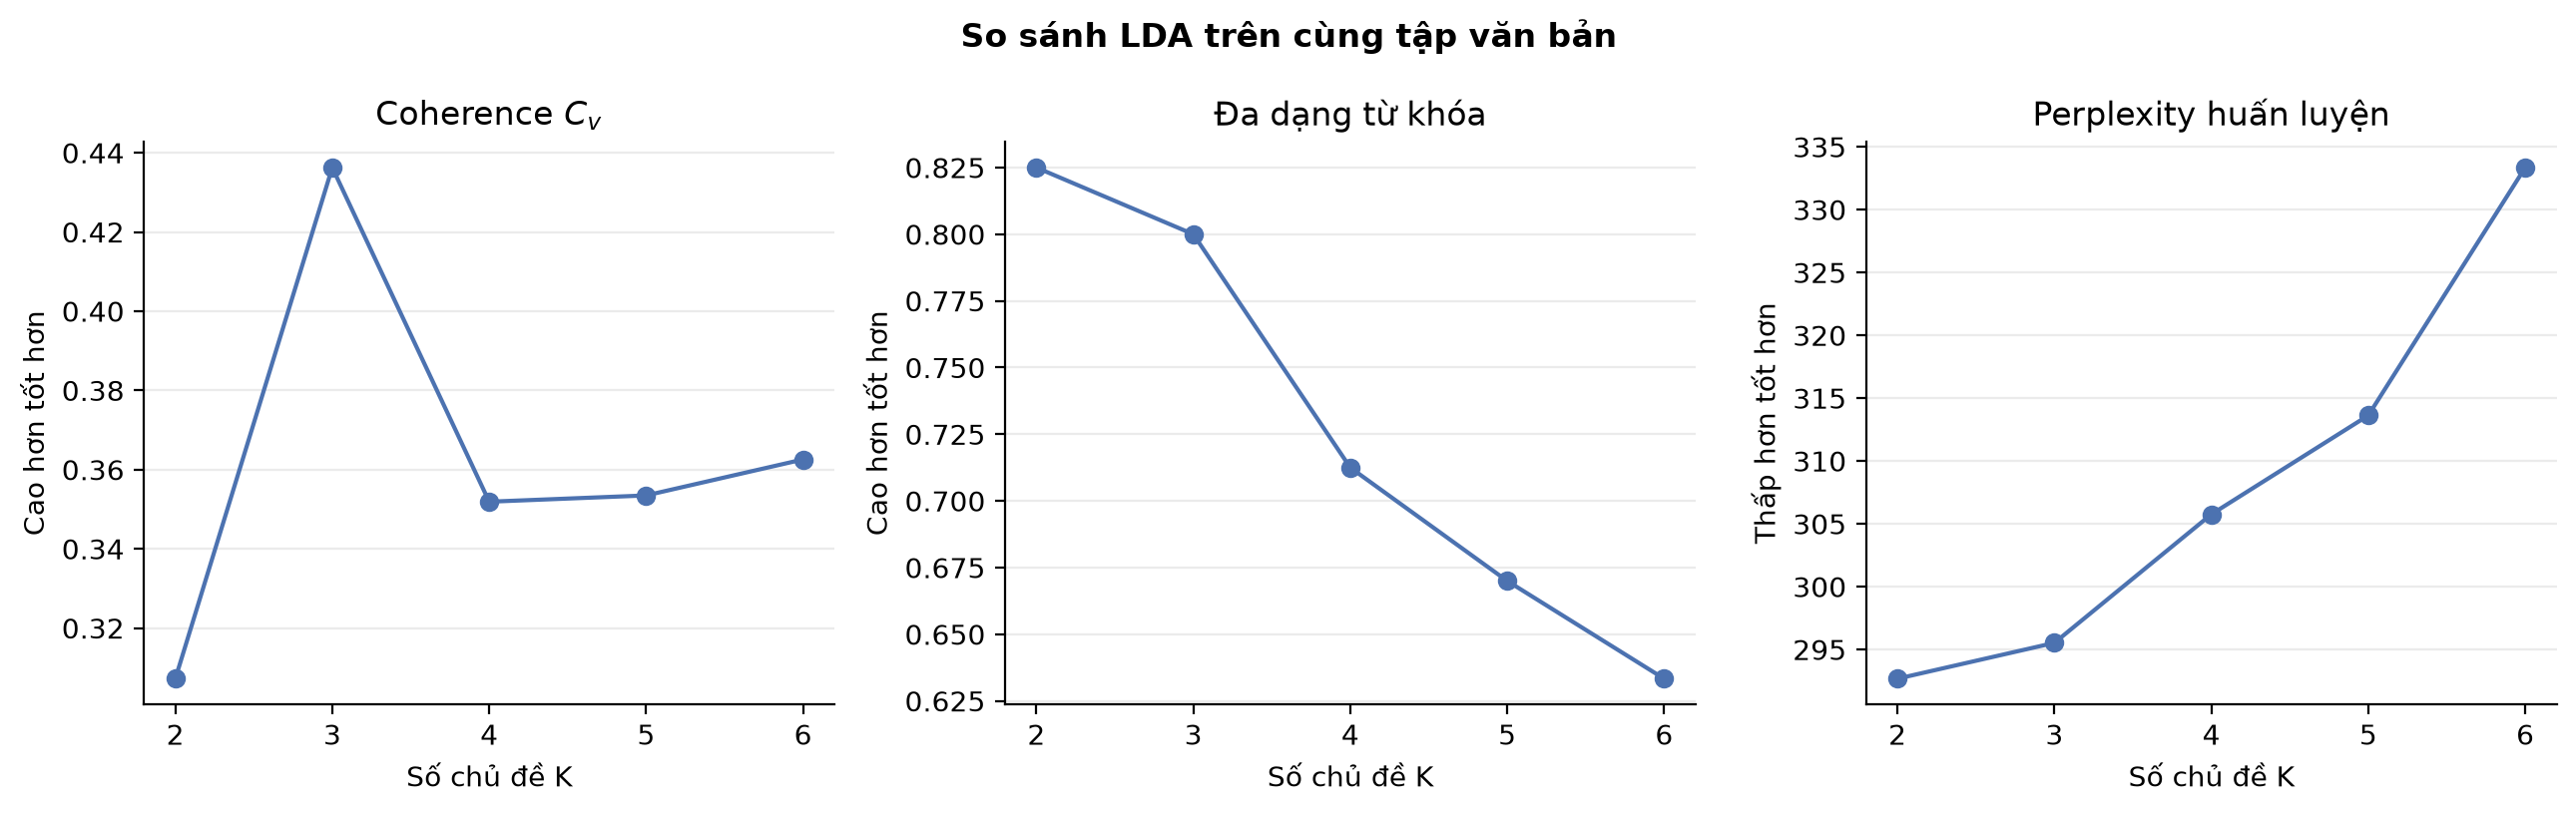 So sánh LDA trên cùng tập văn bản
Coherence Cv
Cao hơn tốt hơn
0.44
0.42
0.40
0.38
0.36
0.34
0.32
2 3 4 5 6
Số chủ đề K
Đa dạng từ khóa
Cao hơn tốt hơn
0.825
0.800
0.775
0.750
0.725
0.700
0.675
0.650
0.625
2 3 4 5 6
Số chủ đề K
Perplexity huấn luyện
Thấp hơn tốt hơn
335
330
325
320
315
310
305
300
295
2 3 4 5 6
Số chủ đề K